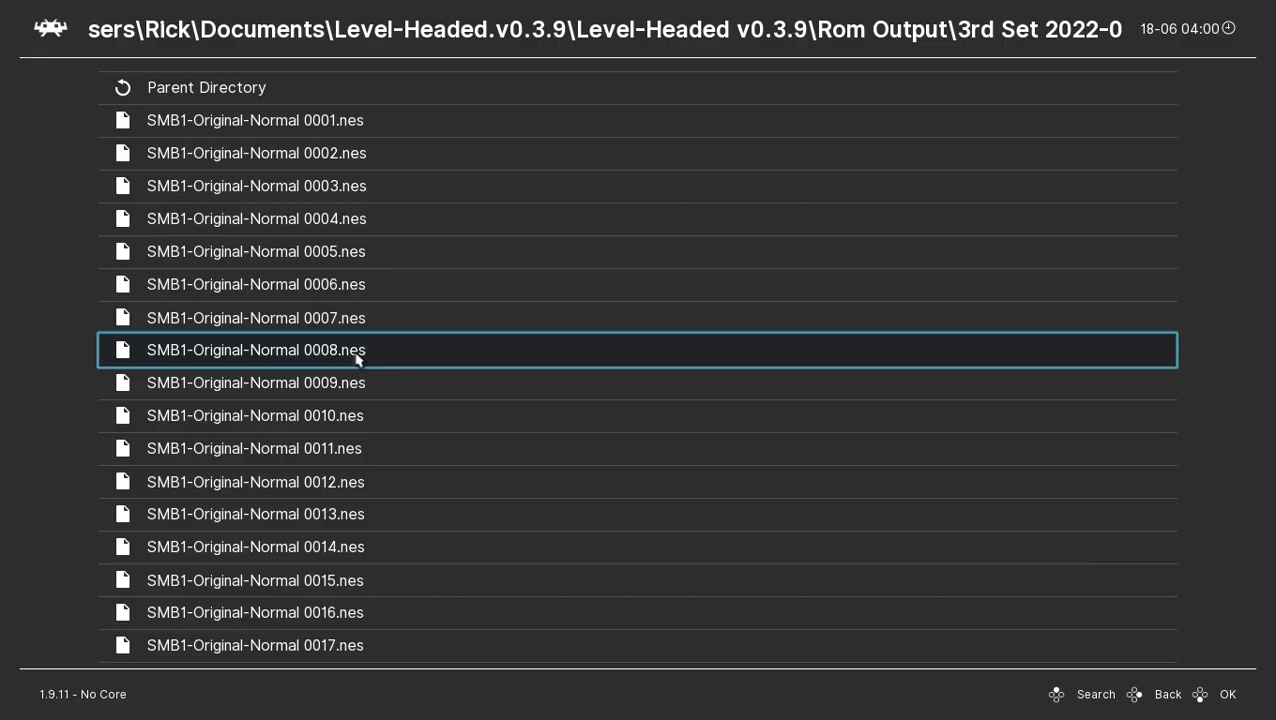 sers\Rick\Documents\Level-Headed.v0.3.9\Level-Headed v0.3.9\Rom Output\3rd Set 2022-0
18-06 04:00
Parent Directory
SMB1-Original-Normal 0001.nes
SMB1-Original-Normal 0002.nes
SMB1-Original-Normal 0003.nes
SMB1-Original-Normal 0004.nes
SMB1-Original-Normal 0005.nes
SMB1-Original-Normal 0006.nes
SMB1-Original-Normal 0007.nes
SMB1-Original-Normal 0008.nes
SMB1-Original-Normal 0009.nes
SMB1-Original-Normal 0010.nes
SMB1-Original-Normal 0011.nes
SMB1-Original-Normal 0012.nes
SMB1-Original-Normal 0013.nes
SMB1-Original-Normal 0014.nes
SMB1-Original-Normal 0015.nes
SMB1-Original-Normal 0016.nes
SMB1-Original-Normal 0017.nes
1.9.11 - No Core
Search Back OK